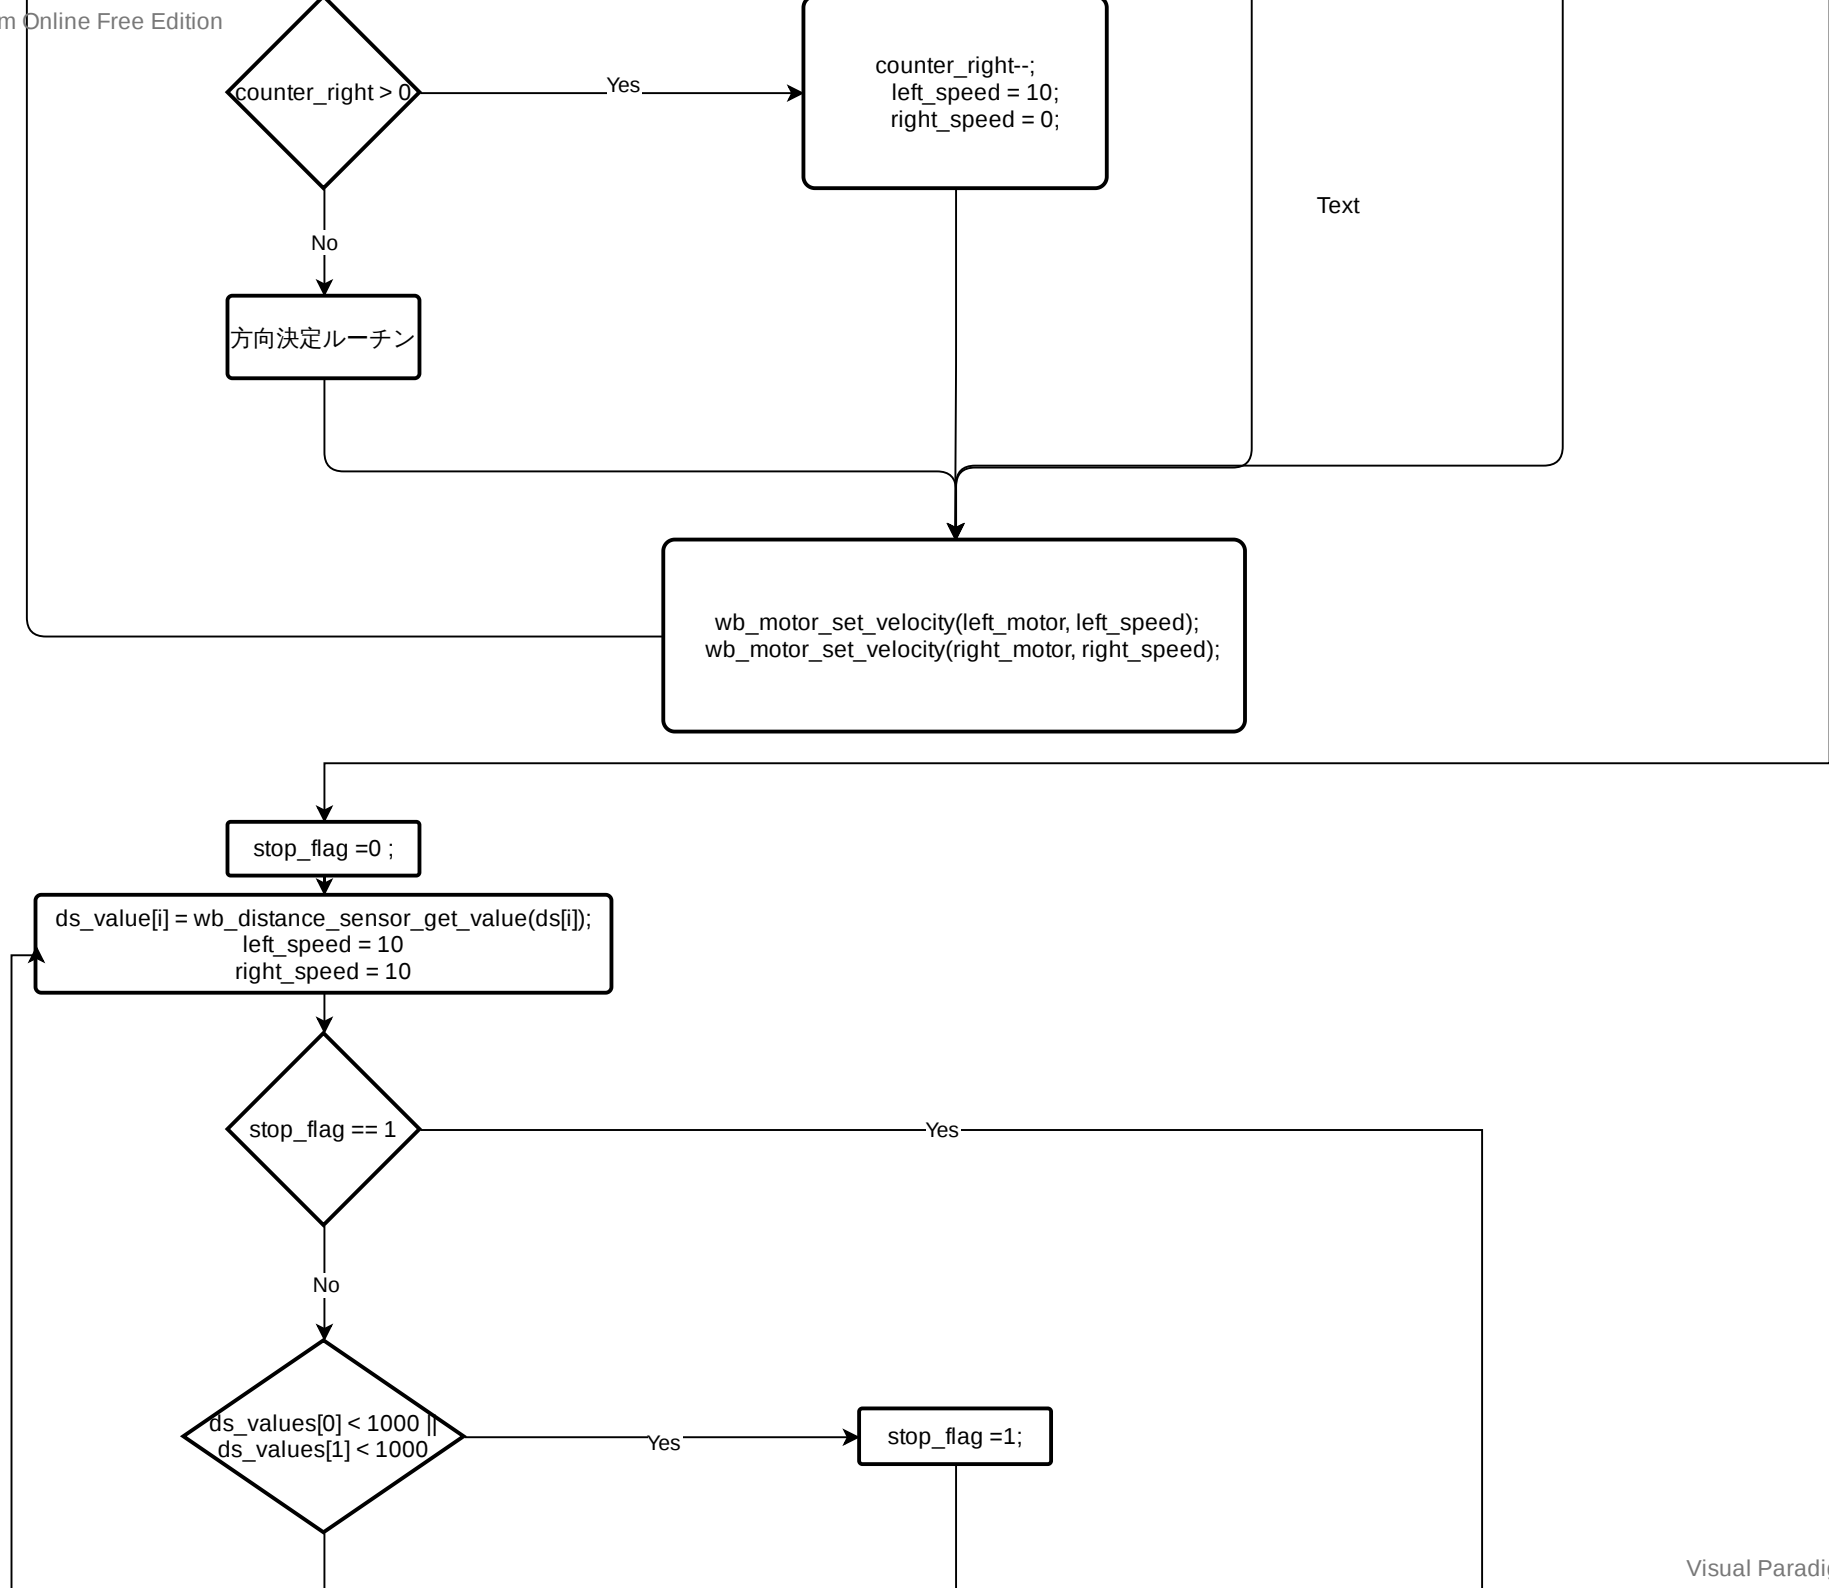 m Online Free Edition
counter_right > 0
Yes
counter_right--;
left_speed = 10;
right_speed = 0;
Text
No
方向決定ルーチン
wb_motor_set_velocity(left_motor, left_speed);
wb_motor_set_velocity(right_motor, right_speed);
stop_flag =0 ;
ds_value[i] = wb_distance_sensor_get_value(ds[i]);
left_speed = 10
right_speed = 10
stop_flag == 1
Yes
No
ds_values[0] < 1000 ||
ds_values[1] < 1000
Yes
stop_flag =1;
Visual Paradi